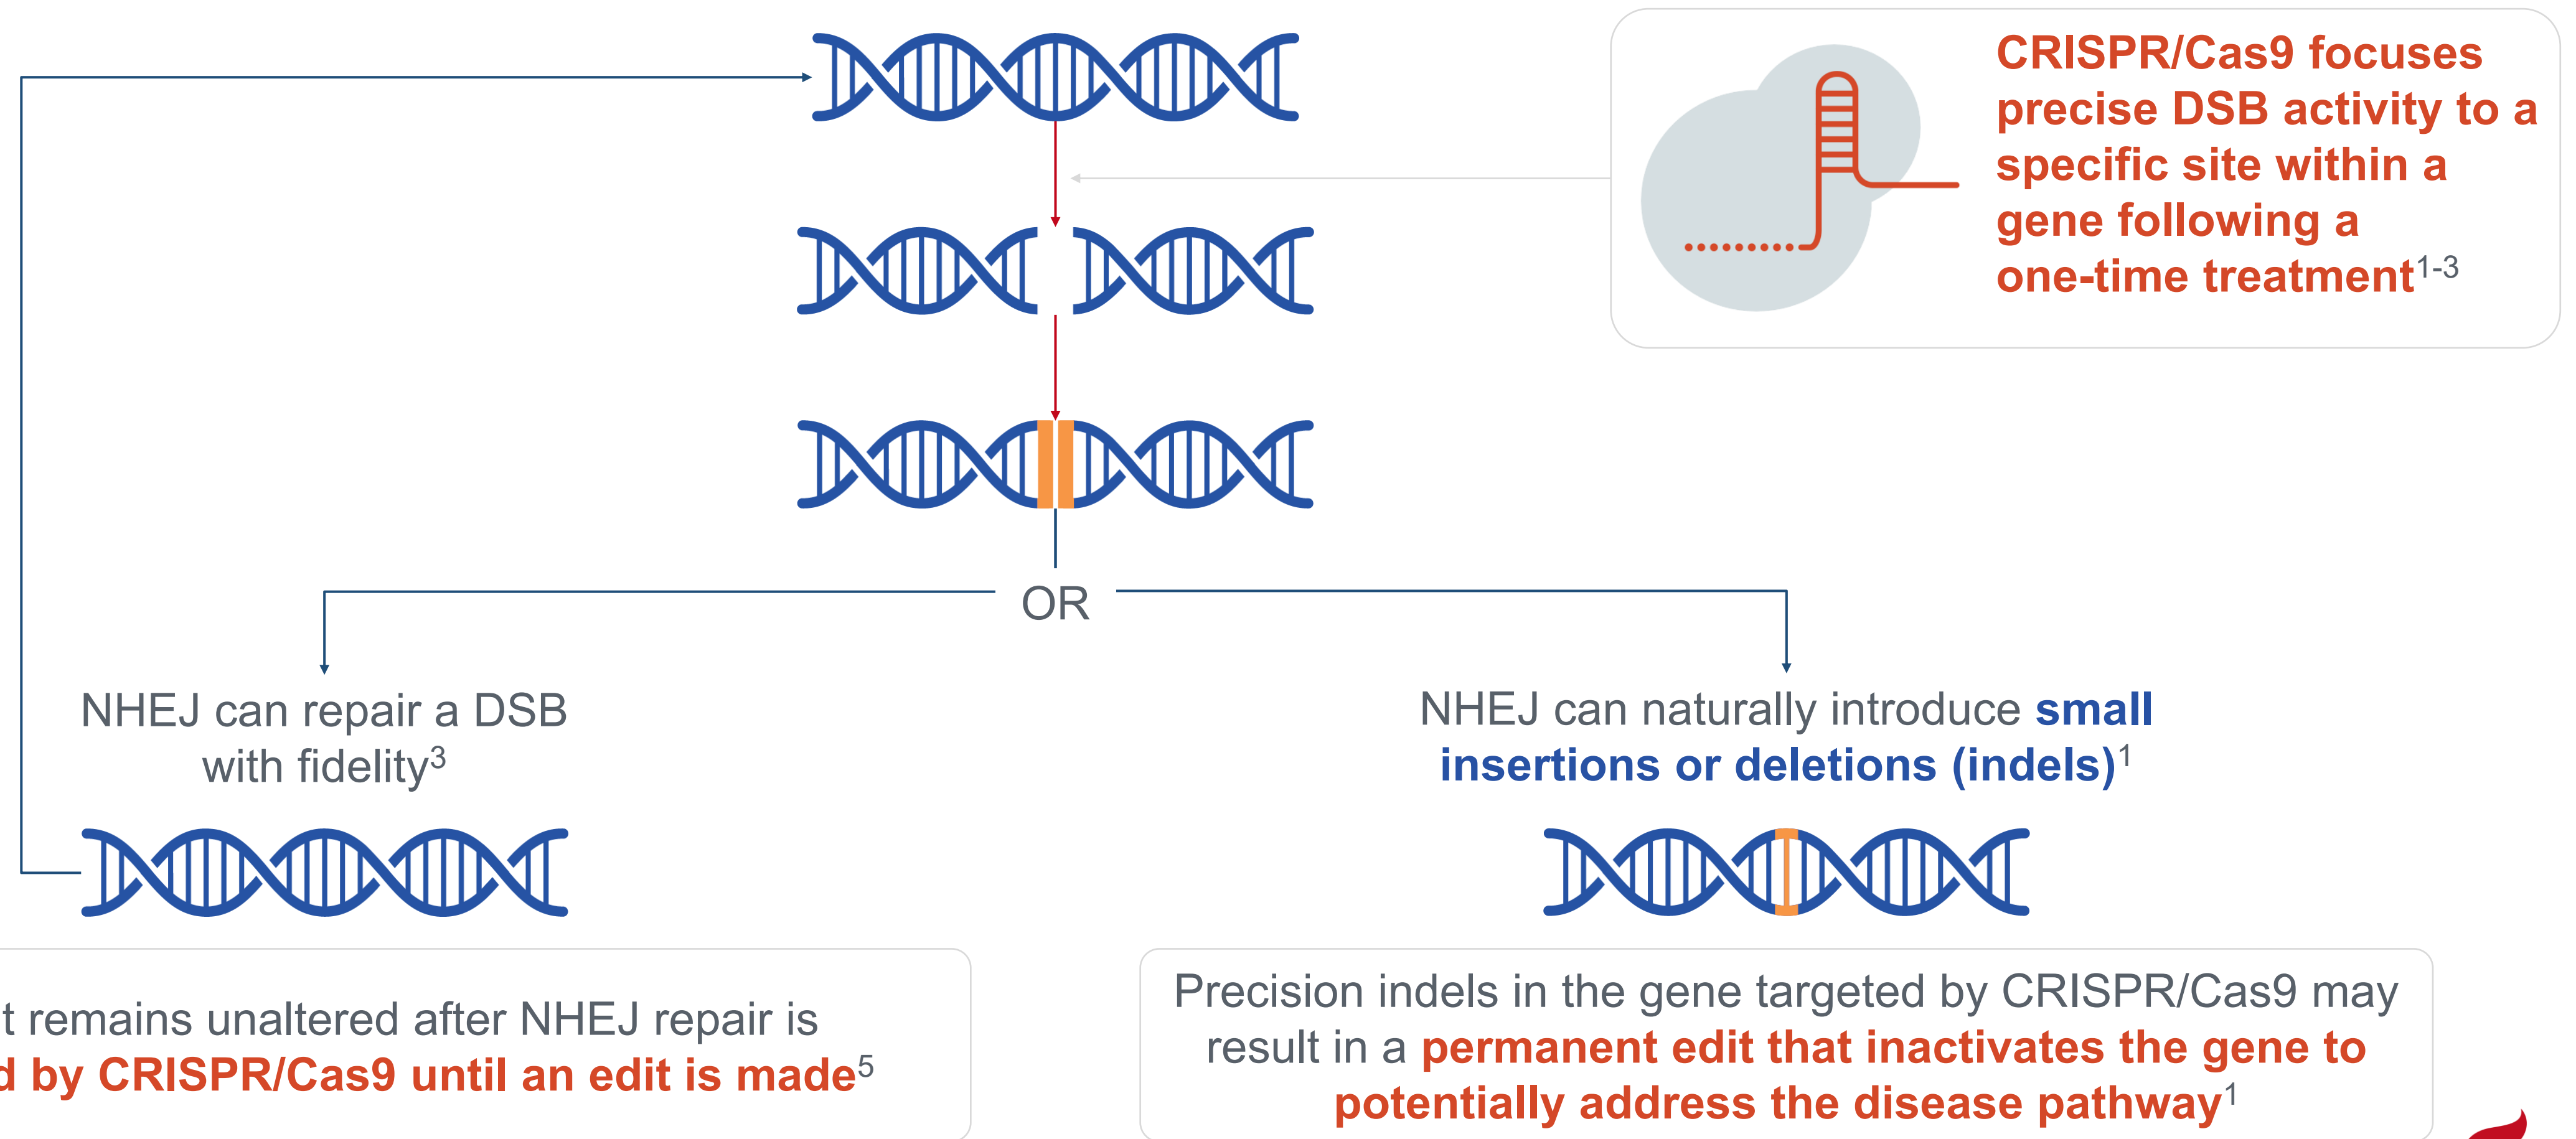 CRISPR/Cas9 focuses
precise DSB activity to a
specific site within a
gene following a
one-time treatment1-3
OR
NHEJ can repair a DSB
with fidelity3
NHEJ can naturally introduce small
insertions or deletions (indels)1
remains unaltered after NHEJ repair is
by CRISPR/Cas9 until an edit is made5
Precision indels in the gene targeted by CRISPR/Cas9 may
result in a permanent edit that inactivates the gene to
potentially address the disease pathway1